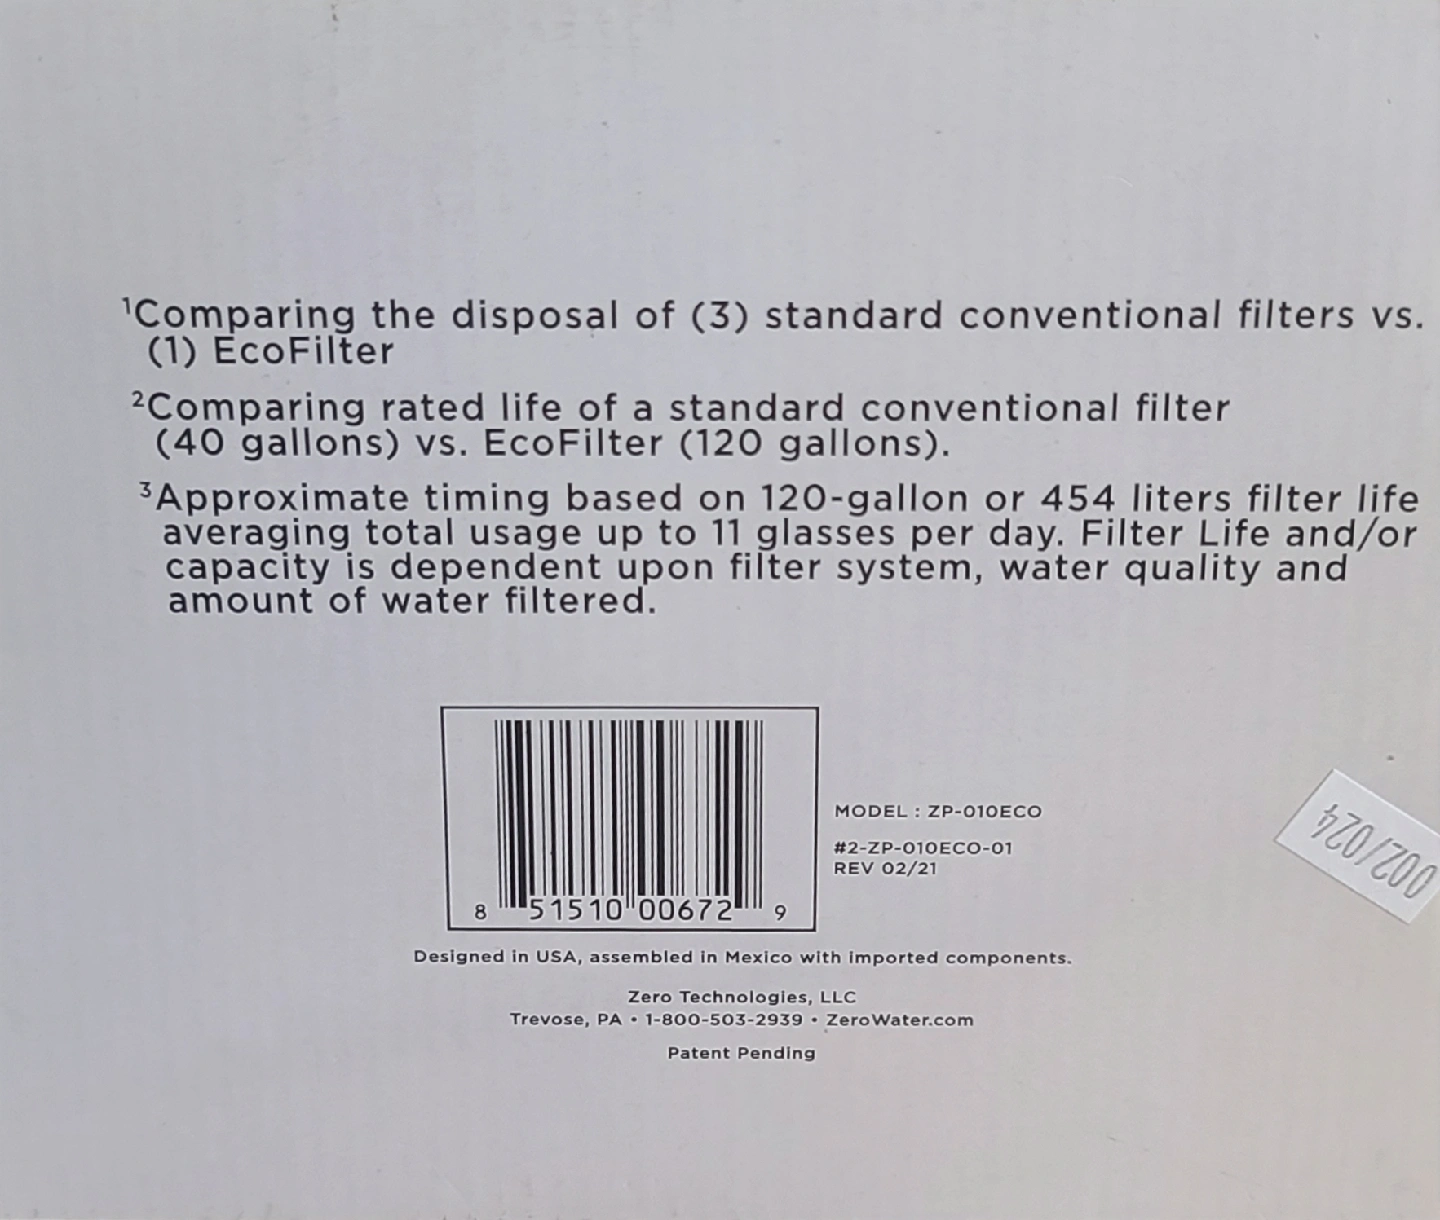 ¹Comparing the disposal of (3) standard conventional filters vs.
(1) EcoFilter
²Comparing rated life of a standard conventional filter
(40 gallons) vs. EcoFilter (120 gallons).
³Approximate timing based on 120-gallon or 454 liters filter life
averaging total usage up to 11 glasses per day. Filter Life and/or
capacity is dependent upon filter system, water quality and
amount of water filtered.
MODEL : ZP-010ECO
#2-ZP-010ECO-01
REV 02/21
002/024
8 51510 00672 9
Designed in USA, assembled in Mexico with imported components.
Zero Technologies, LLC
Trevose, PA • 1-800-503-2939 • ZeroWater.com
Patent Pending